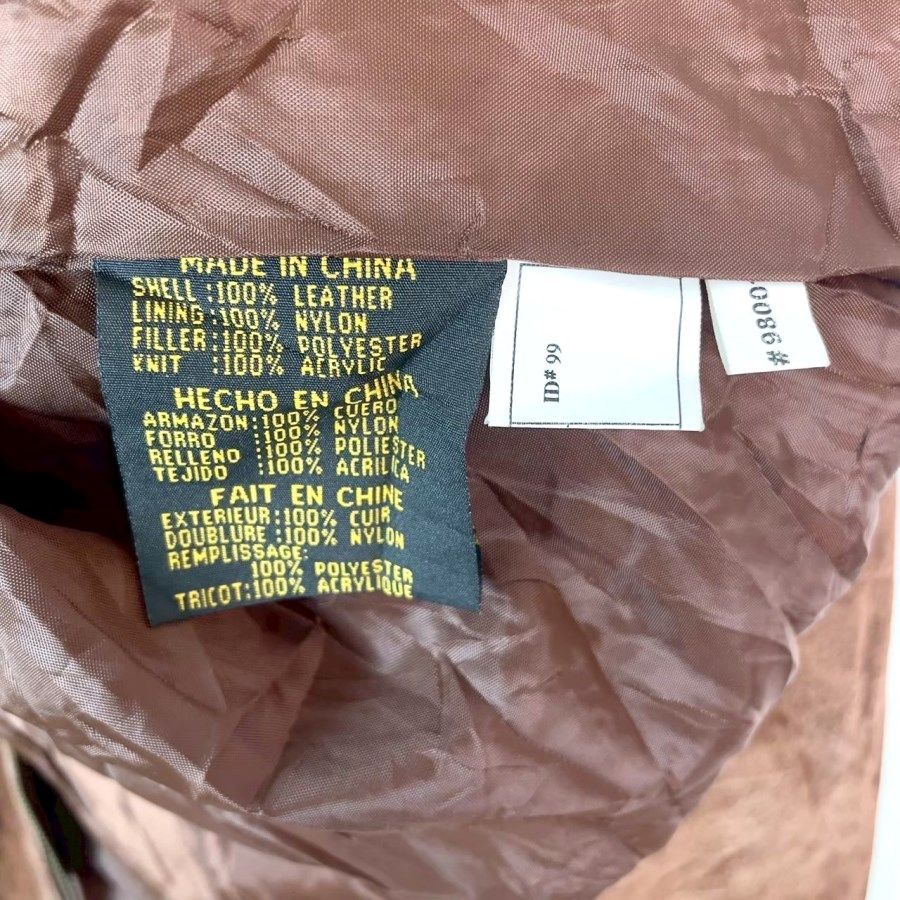 MADE IN CHINA
SHELL :100% LEATHER
LINING:100% NYLON
FILLER:100% POLYESTER
KNIT :100% ACRYLIC
HECHO EN CHINA
ARMAZON:100% CUERO
FORRO :100% NYLON
RELLENO :100% POLIESTER
TEJIDO :100% ACRILICA
FAIT EN CHINE
EXTERIEUR:100% CUIR
DOUBLURE :100% NYLON
REMPLISSAGE:
100% POLYESTER
TRICOT:100% ACRYLIQUE
ID# 99
# 9800